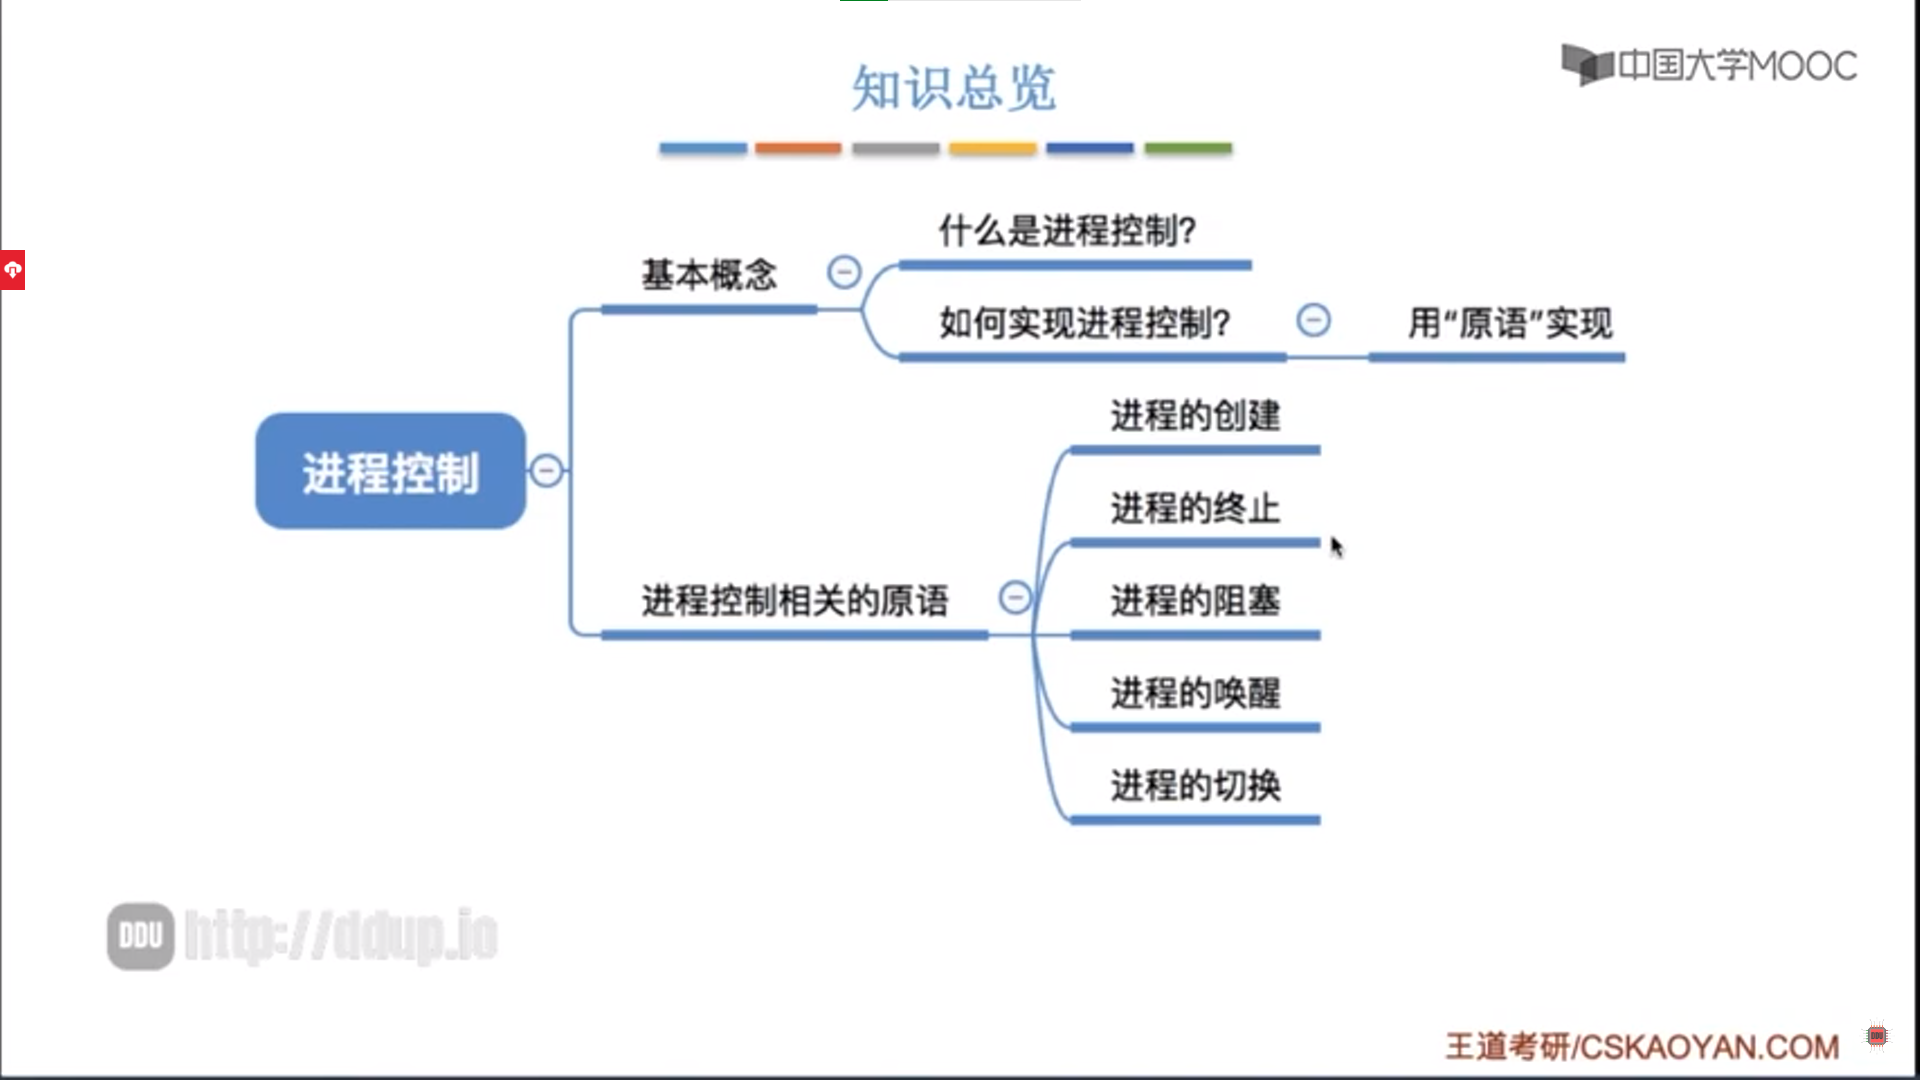 中国大学MOOC
知识总览
什么是进程控制?
基本概念
如何实现进程控制?
用“原语”实现
进程控制
进程的创建
进程的终止
进程控制相关的原语
进程的阻塞
进程的唤醒
进程的切换
DDU http://ddup.io
王道考研/CSKAOYAN.COM